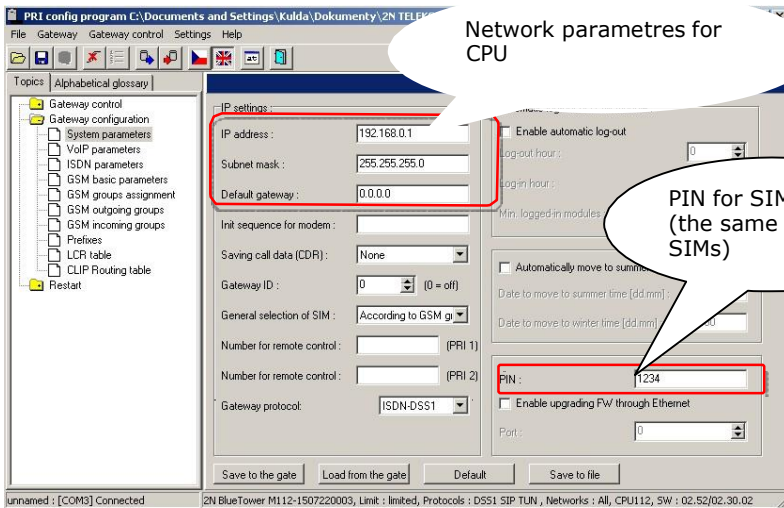 PRI config program C:\Documents and Settings\Kulda\Dokumenty\2N
Network parametres for
CPU
File Gateway Gateway control Settings Help
at
Topics Alphabetical glossary
Gateway control
Gateway configuration
System parameters
VoIP parameters
ISDN parameters
GSM basic parameters
GSM groups assignment
GSM outgoing groups
GSM incoming groups
Prefixes
LCR table
CLIP Routing table
Restart
IP settings :
IP address : 192.168.0.1
Subnet mask : 255.255.255.0
Default gateway : 0.0.0.0
Init sequence for modem :
Saving call data (CDR) : None
Gateway ID : 0 (0 = off)
General selection of SIM : According to GSM
Number for remote control : (PRI 1)
Number for remote control : (PRI 2)
Gateway protocol: ISDN-DSS1
Enable automatic log-out
Log-out hour : 0
Log-in hour :
Min. logged-in modules
PIN for SIM
(the same
SIMs)
Automatically move to
Date to move to summer time [dd.mm] :
Date to move to winter time [dd.mm]
PIN : 1234
Enable upgrading FW through Ethernet
Port : 0
Save to the gate Load from the gate Default Save to file
unnamed : [COM3] Connected 2N BlueTower M112-1507220003, Limit : limited, Protocols : DSS1 SIP TUN , Networks : All, CPU112, SW : 02.52/02.30.02